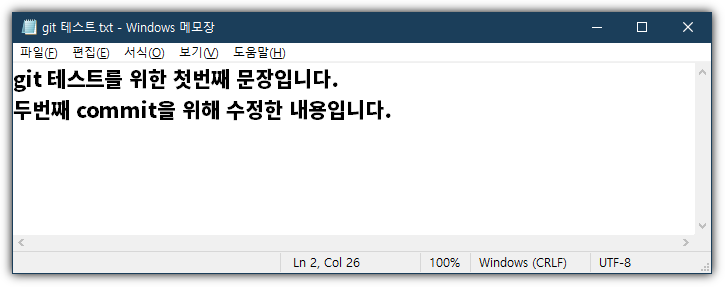 git 테스트.txt - Windows 메모장
파일(F) 편집(E) 서식(O) 보기(V) 도움말(H)
git 테스트를 위한 첫번째 문장입니다.
두번째 commit을 위해 수정한 내용입니다.
Ln 2, Col 26 100% Windows (CRLF) UTF-8